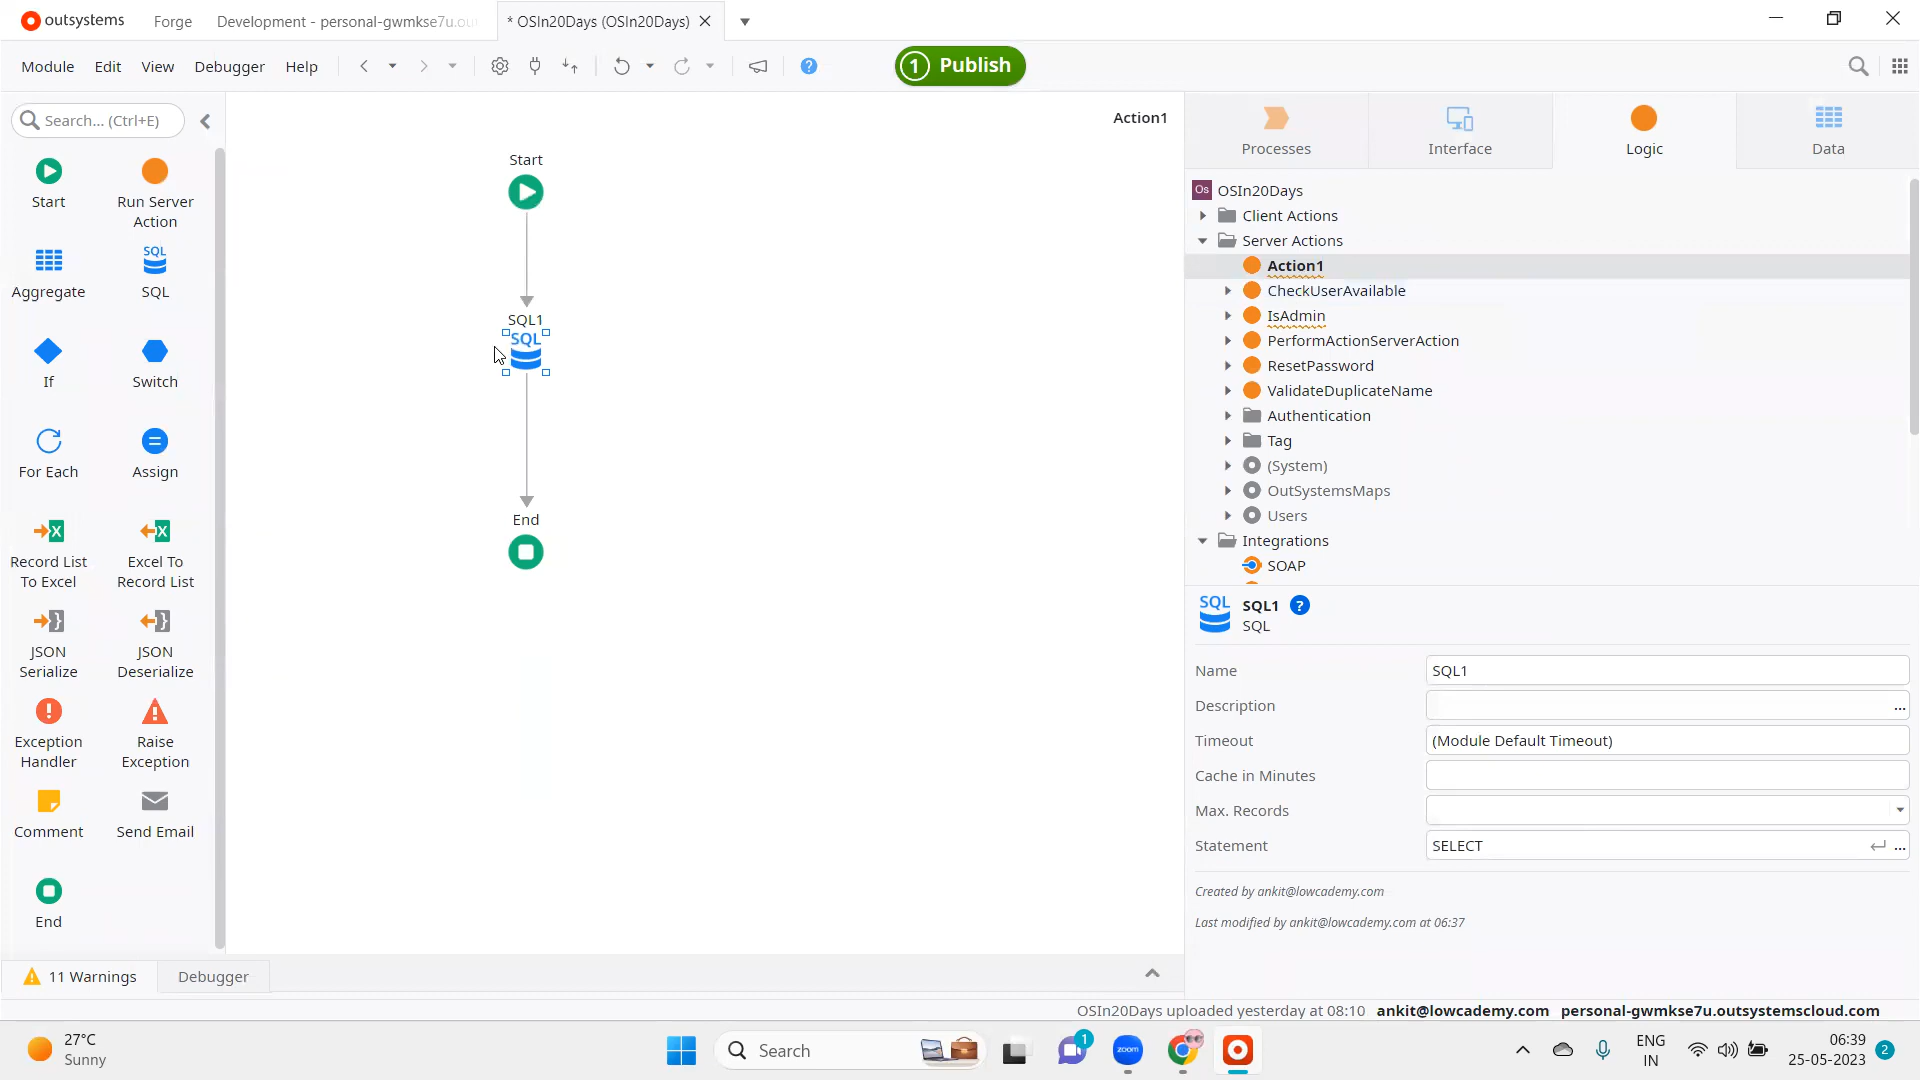 outsystems
Forge
Development - personal-gwmkse7u.ou
* OSIn20Days (OSIn20Days)
Module
Edit
View
Debugger
Help
?
1
Publish
Search... (Ctrl+E)
Start
Run Server
Action
Aggregate
SQL
SQL
If
Switch
For Each
Assign
Record List
To Excel
Excel To
Record List
JSON
Serialize
JSON
Deserialize
Exception
Handler
Raise
Exception
Comment
Send Email
End
Action1
Start
SQL1
SQL
End
Processes
Interface
Logic
Data
Os
OSIn20Days
Client Actions
Server Actions
Action1
CheckUserAvailable
IsAdmin
PerformActionServerAction
ResetPassword
ValidateDuplicateName
Authentication
Tag
(System)
OutSystemsMaps
Users
Integrations
SOAP
SQL
SQL1
?
SQL
Name
SQL1
Description
...
Timeout
(Module Default Timeout)
Cache in Minutes
Max. Records
Statement
SELECT
...
Created by ankit@lowcademy.com
Last modified by ankit@lowcademy.com at 06:37
11 Warnings
Debugger
OSIn20Days uploaded yesterday at 08:10
ankit@lowcademy.com
personal-gwmkse7u.outsystemscloud.com
27°C
Sunny
Search
1
zoom
ENG
IN
06:39
25-05-2023
2